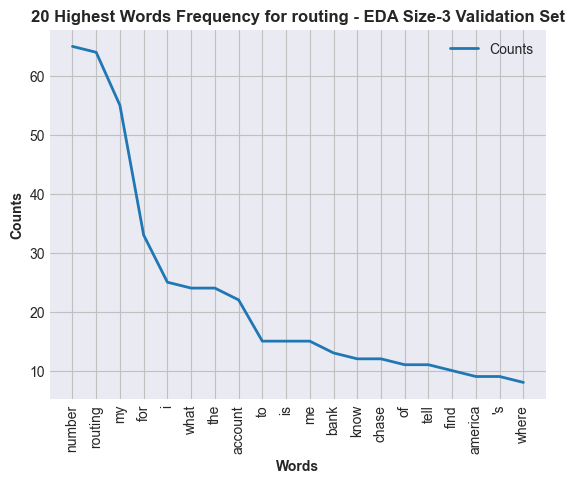 20 Highest Words Frequency for routing - EDA Size-3 Validation Set
Counts
60
50
40
30
20
10
Counts
number
routing
my
for
i
what
the
account
to
is
me
bank
know
chase
of
tell
find
america
's
where
Words